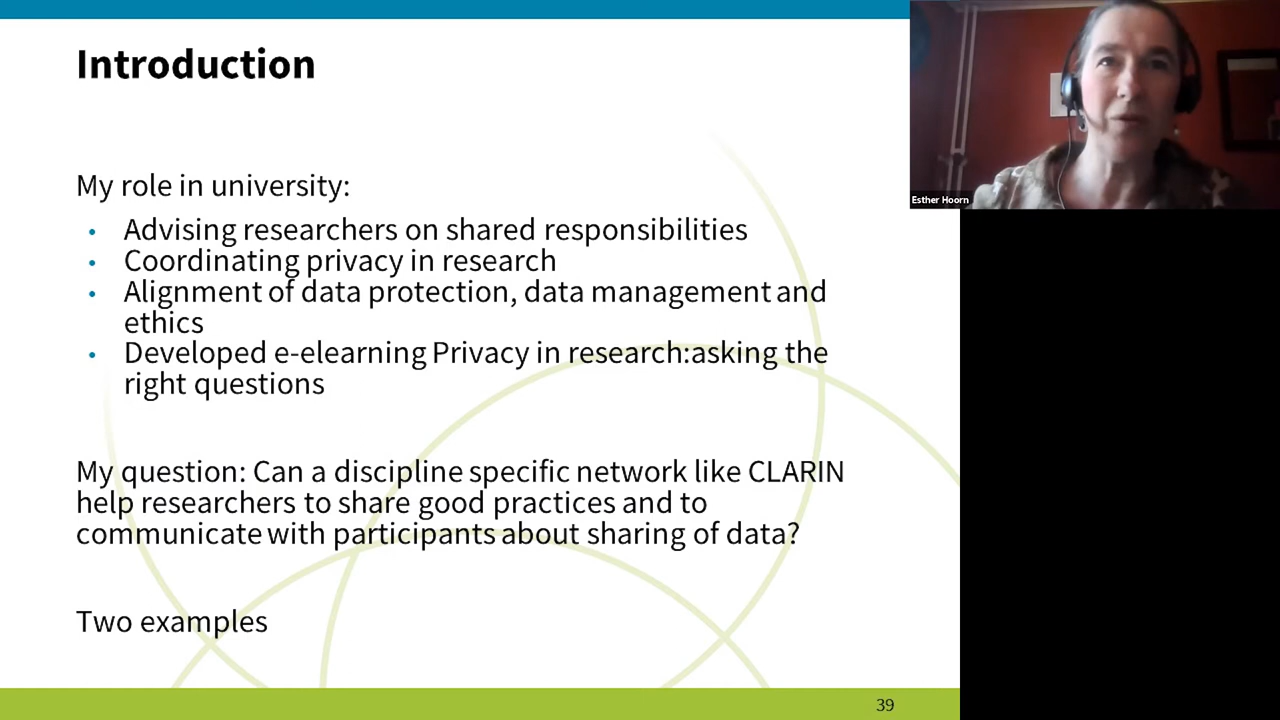 Introduction
My role in university:
• Advising researchers on shared responsibilities
• Coordinating privacy in research
• Alignment of data protection, data management and
ethics
• Developed e-elearning Privacy in research:asking the
right questions
My question: Can a discipline specific network like CLARIN
help researchers to share good practices and to
communicate with participants about sharing of data?
Two examples
39
Esther Hoorn